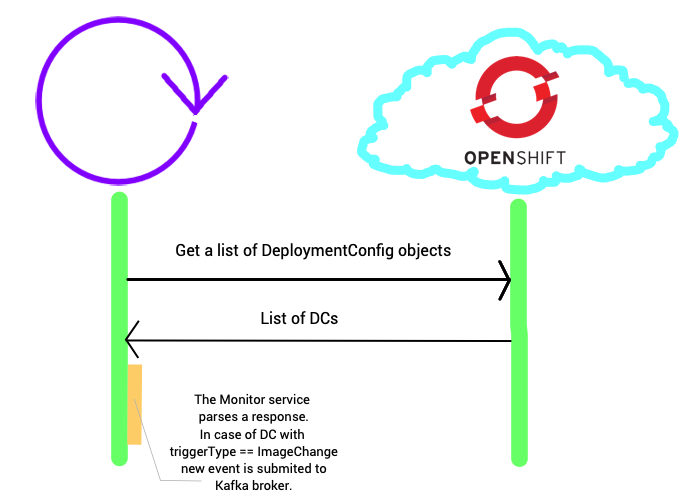 OPENSHIFT
Get a list of DeploymentConfig objects
List of DCs
The Monitor service
parses a response.
In case of DC with
triggerType == ImageChange
new event is submited to
Kafka broker.